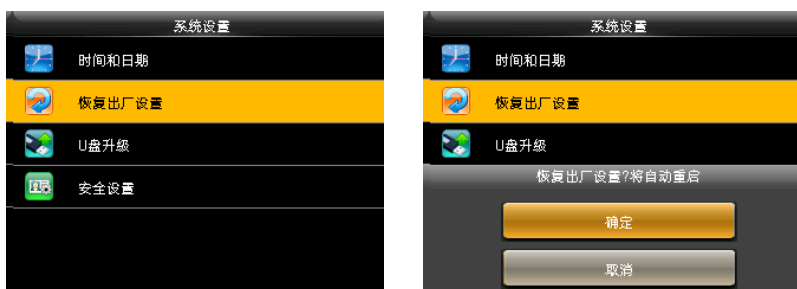 系统设置
时间和日期
恢复出厂设置
U盘升级
安全设置
系统设置
时间和日期
恢复出厂设置
U盘升级
恢复出厂设置?将自动重启
确定
取消